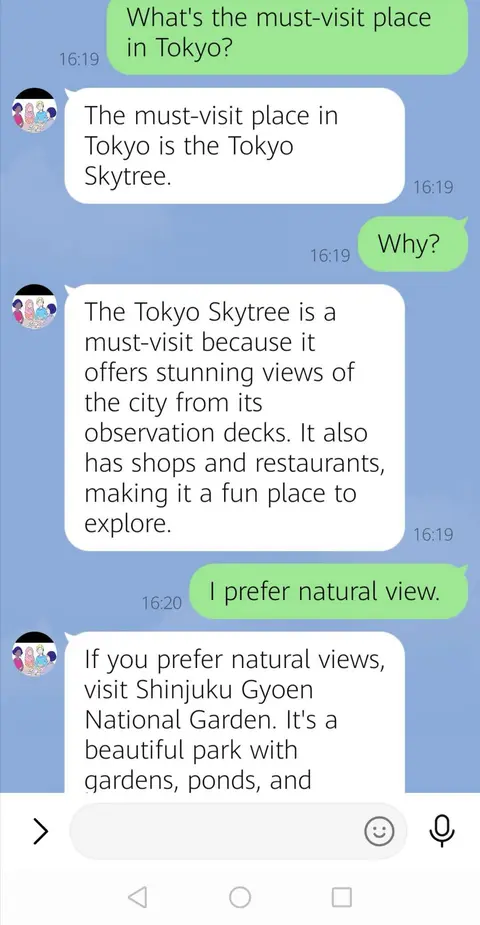 What's the must-visit place
in Tokyo?
16:19
The must-visit place in
Tokyo is the Tokyo
Skytree.
16:19
Why?
16:19
The Tokyo Skytree is a
must-visit because it
offers stunning views of
the city from its
observation decks. It also
has shops and restaurants,
making it a fun place to
explore.
16:19
I prefer natural view.
16:20
If you prefer natural views,
visit Shinjuku Gyoen
National Garden. It's a
beautiful park with
gardens, ponds, and